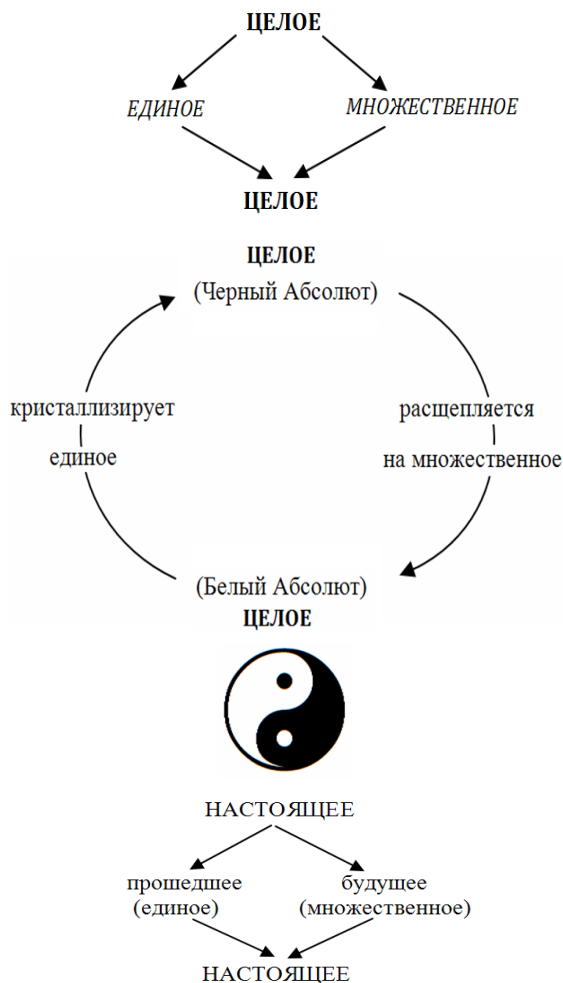 ЦЕЛОЕ
ЕДИНОЕ МНОЖЕСТВЕННОЕ
ЦЕЛОЕ
ЦЕЛОЕ
(Черный Абсолют)
кристаллизирует расщепляется
единое на множественное
(Белый Абсолют)
ЦЕЛОЕ
НАСТОЯЩЕЕ
прошедшее будущее
(единое) (множественное)
НАСТОЯЩЕЕ